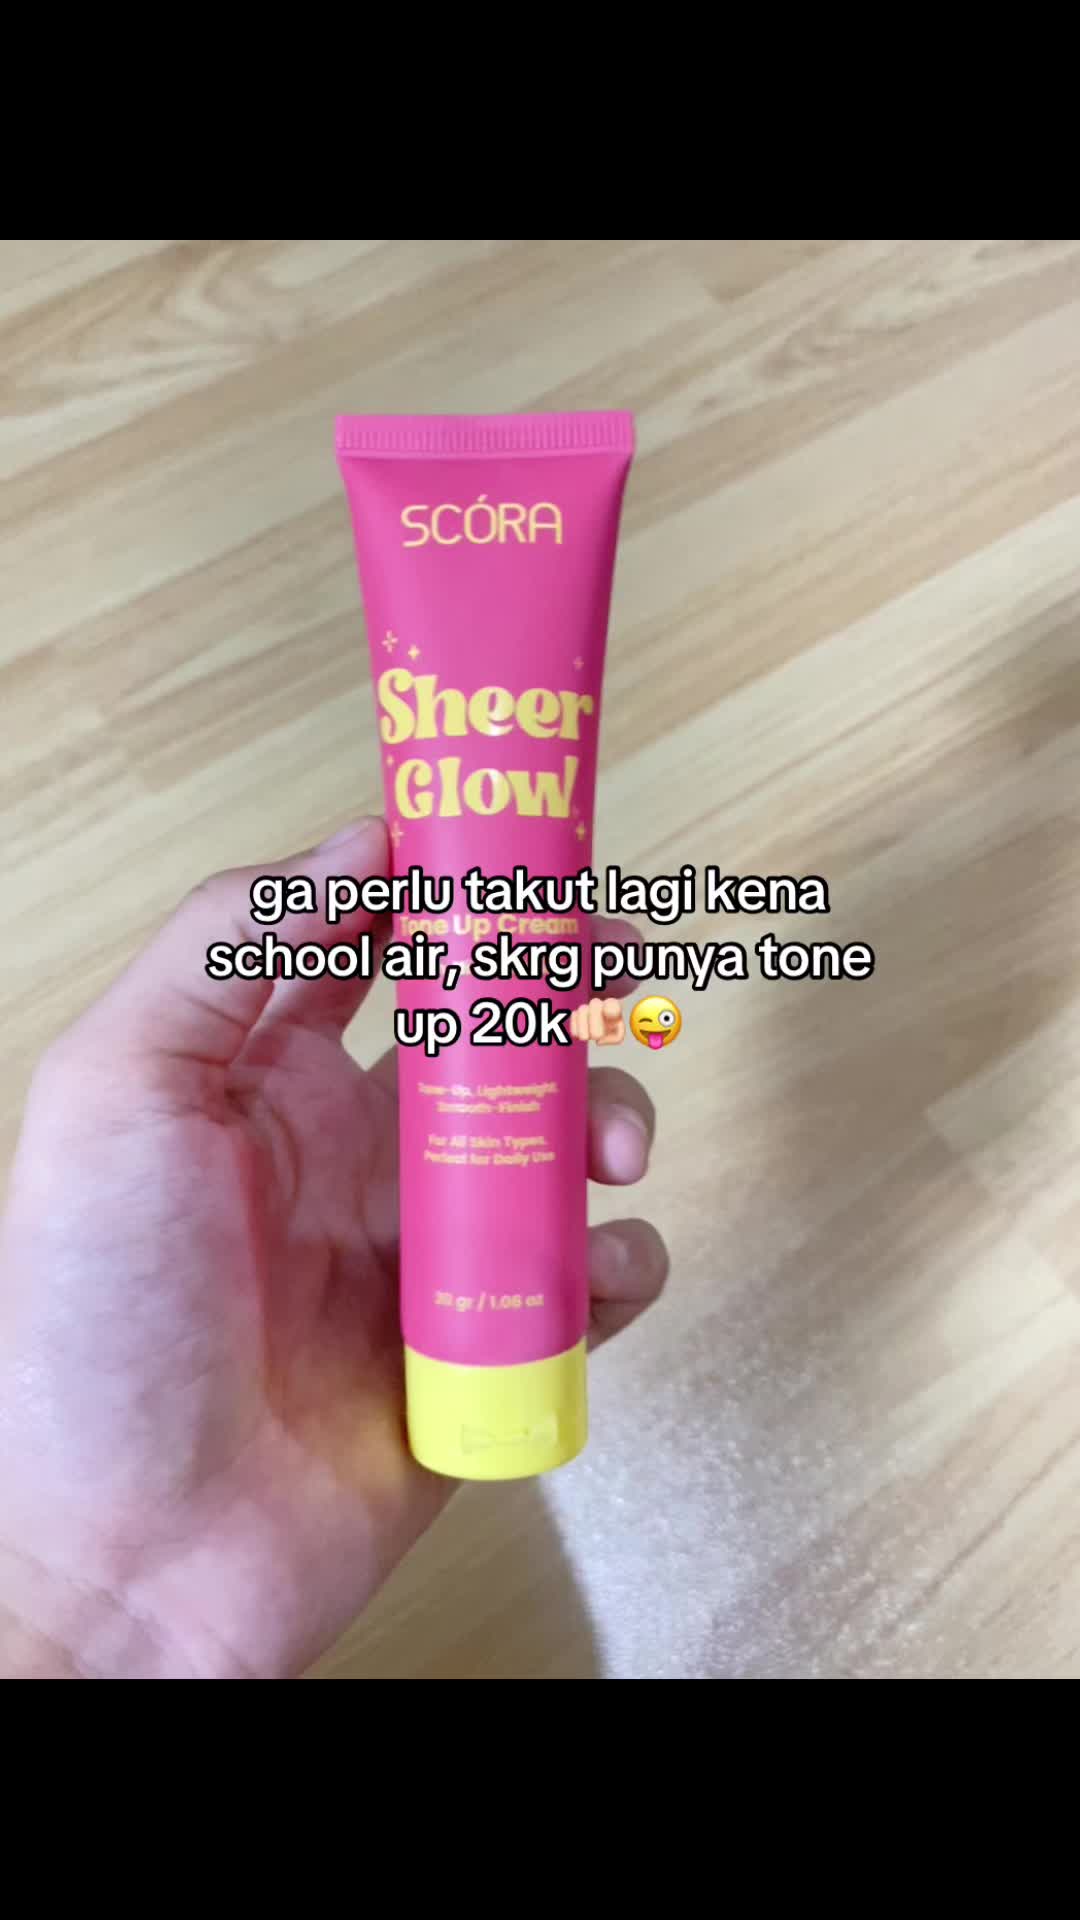 SCÓRA
Sheer
Glow
ga perlu takut lagi kena
Tone Up Cream
school air, skrg punya tone
up 20k🫵😜
Tone-Up, Lightweight,
Smooth-Finish
For All Skin Types,
Perfect for Daily Use
gr / 1.06 oz